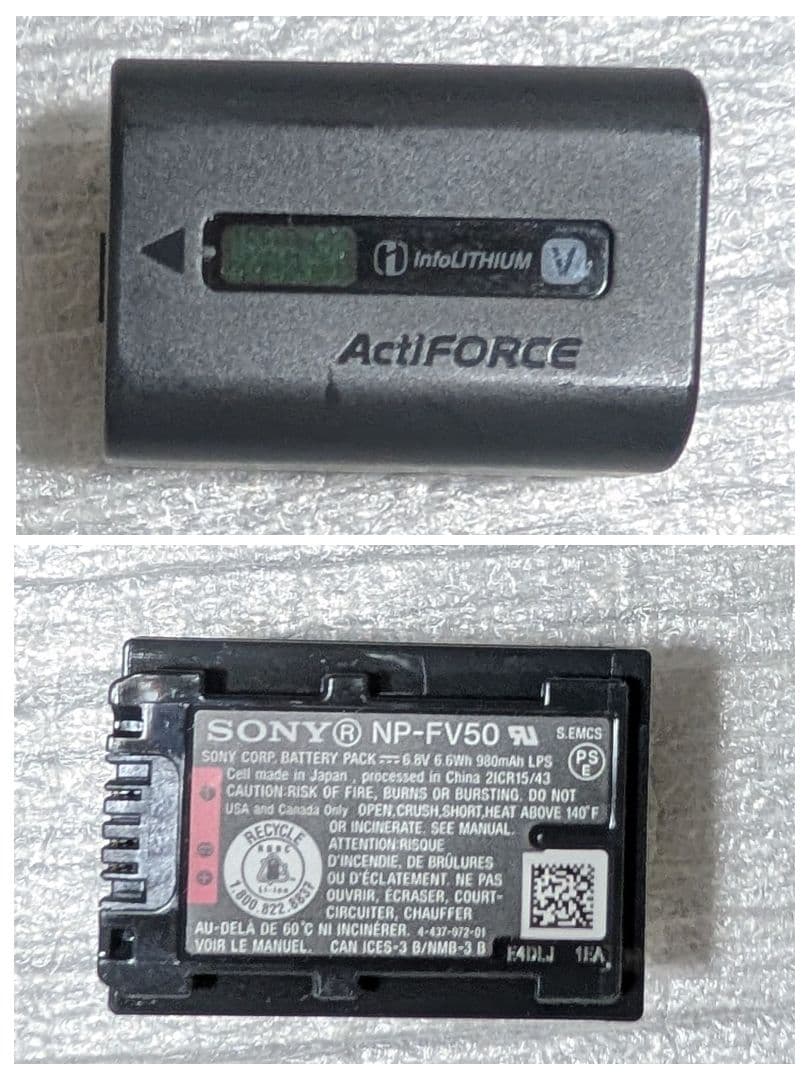 InfoLITHIUM V
ActiFORCE
SONY® NP-FV50
S.EMCS
SONY CORP. BATTERY PACK⎓6.8V 6.6Wh 980mAh LPS
PS
E
Cell made in Japan , processed in China 2ICR15/43
CAUTION:RISK OF FIRE, BURNS OR BURSTING. DO NOT
USA and Canada Only OPEN,CRUSH,SHORT,HEAT ABOVE 140°F
OR INCINERATE. SEE MANUAL.
ATTENTION:RISQUE
D'INCENDIE, DE BRÛLURES
OU D'ÉCLATEMENT. NE PAS
OUVRIR, ÉCRASER, COURT-
CIRCUITER, CHAUFFER
RECYCLE
RBRC
Li-ion
1.800.822.8837
AU-DELÀ DE 60°C NI INCINÉRER. 4-437-072-01
VOIR LE MANUEL. CAN ICES-3 B/NMB-3 B
E4DLJ 1EA